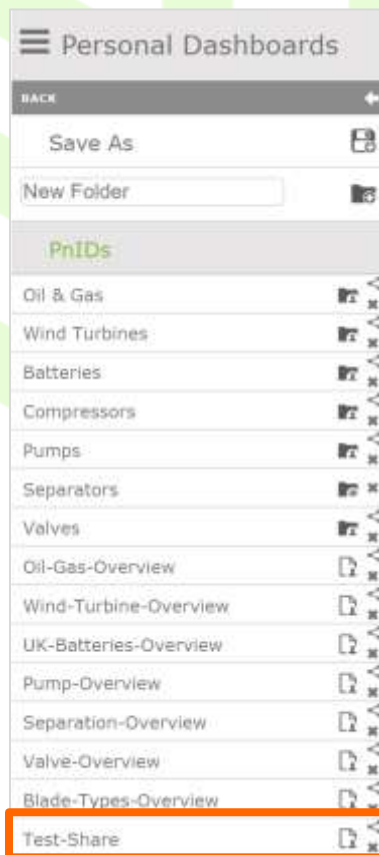 Personal Dashboards
BACK
Save As
New Folder
PnIDs
Oil & Gas
Wind Turbines
Batteries
Compressors
Pumps
Separators
Valves
Oil-Gas-Overview
Wind-Turbine-Overview
UK-Batteries-Overview
Pump-Overview
Separation-Overview
Valve-Overview
Blade-Types-Overview
Test-Share